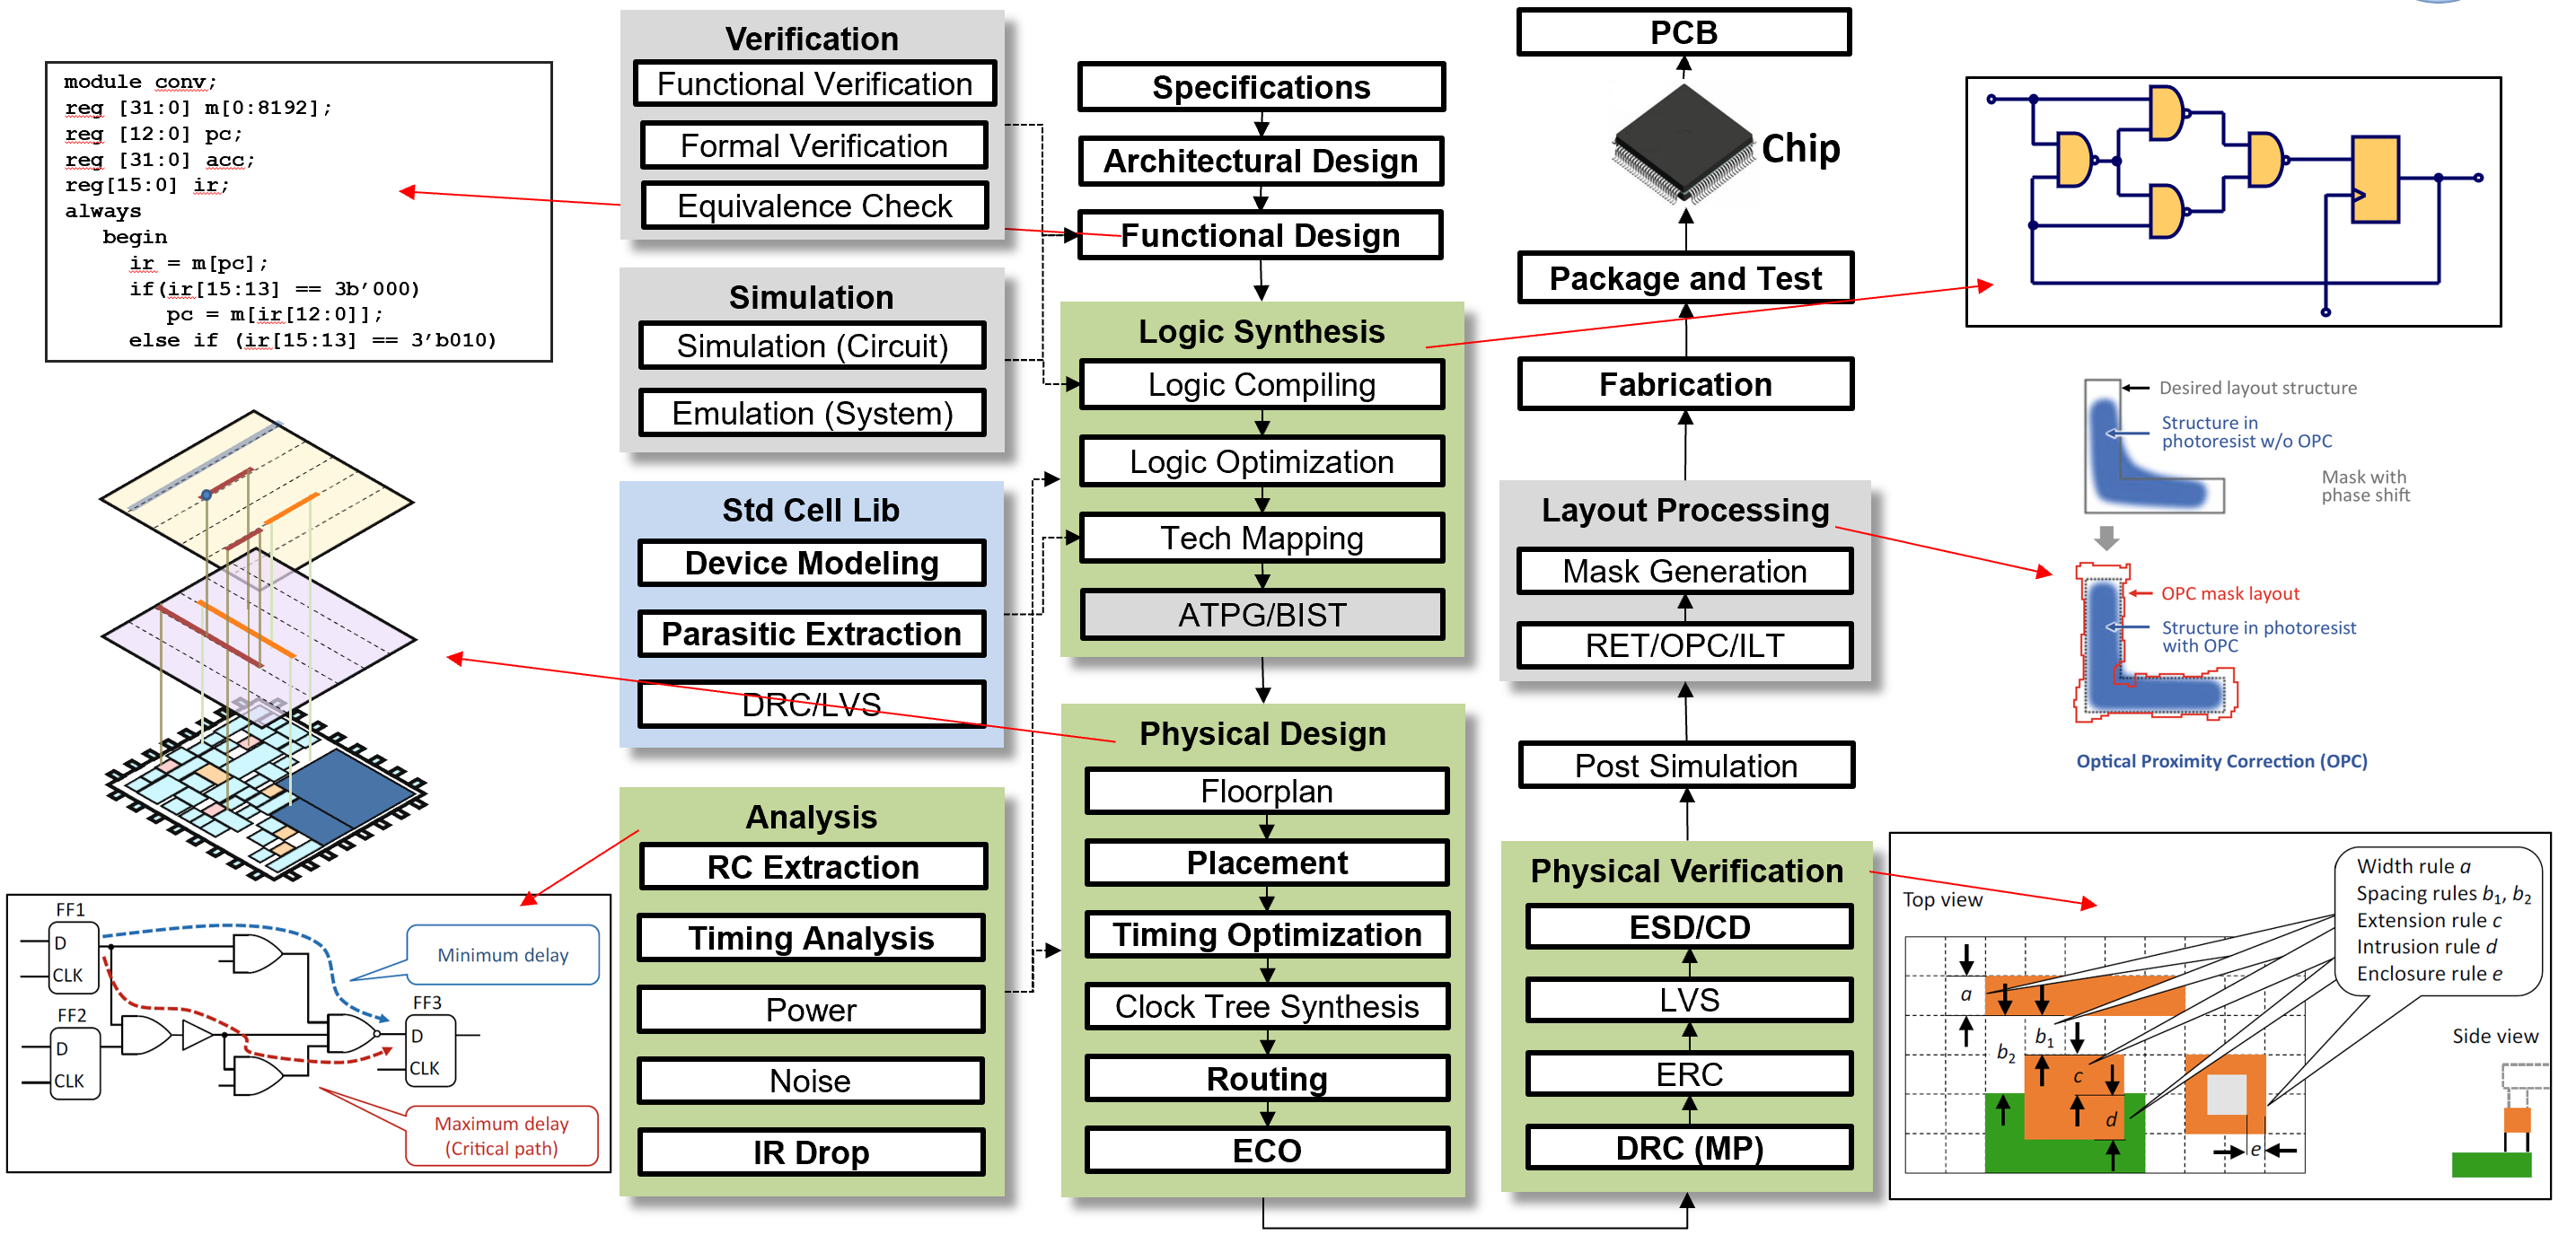 module conv;
reg [31:0] m[0:8192];
reg [12:0] pc;
reg [31:0] acc;
reg[15:0] ir;
always
begin
ir = m[pc];
if(ir[15:13] == 3b’000)
pc = m[ir[12:0]];
else if (ir[15:13] == 3’b010)
FF1
D
CLK
FF2
D
CLK
FF3
D
CLK
Minimum delay
Maximum delay
(Critical path)
Verification
Functional Verification
Formal Verification
Equivalence Check
Simulation
Simulation (Circuit)
Emulation (System)
Std Cell Lib
Device Modeling
Parasitic Extraction
DRC/LVS
Analysis
RC Extraction
Timing Analysis
Power
Noise
IR Drop
Specifications
Architectural Design
Functional Design
Logic Synthesis
Logic Compiling
Logic Optimization
Tech Mapping
ATPG/BIST
Physical Design
Floorplan
Placement
Timing Optimization
Clock Tree Synthesis
Routing
ECO
PCB
Chip
Package and Test
Fabrication
Layout Processing
Mask Generation
RET/OPC/ILT
Post Simulation
Physical Verification
ESD/CD
LVS
ERC
DRC (MP)
Desired layout structure
Structure in
photoresist w/o OPC
Mask with
phase shift
OPC mask layout
Structure in photoresist
with OPC
Optical Proximity Correction (OPC)
Top view
Width rule a
Spacing rules b1, b2
Extension rule c
Intrusion rule d
Enclosure rule e
a
b1
b2
c
d
e
Side view